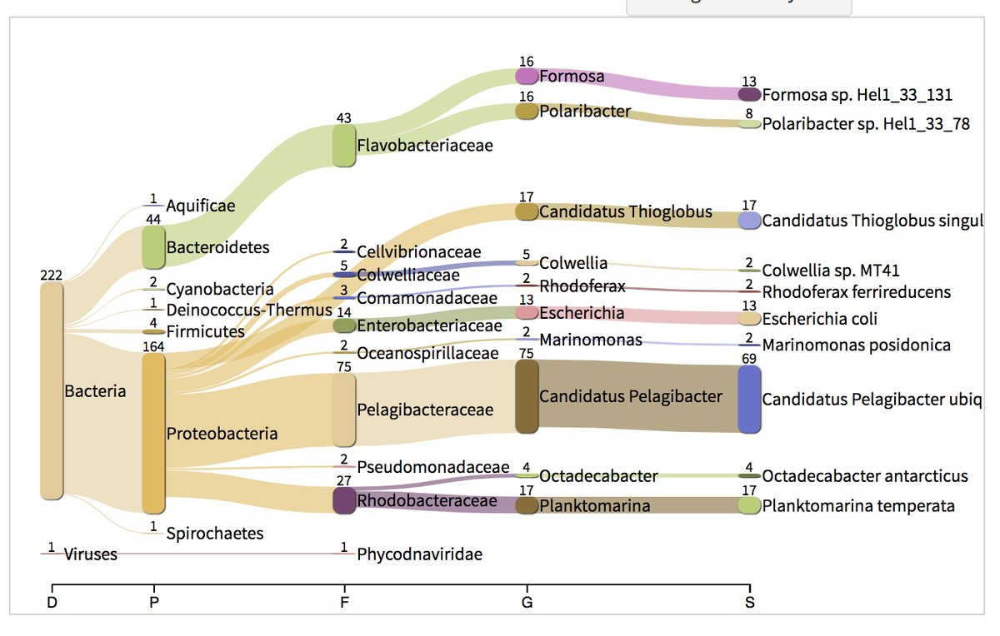 16
Formosa
13
Formosa sp. Hel1_33_131
16
Polaribacter
8
Polaribacter sp. Hel1_33_78
43
Flavobacteriaceae
1
Aquificae
44
Bacteroidetes
17
Candidatus Thioglobus
17
Candidatus Thioglobus singul
2
Cellvibrionaceae
5
Colwelliaceae
5
Colwellia
2
Colwellia sp. MT41
222
Bacteria
2
Cyanobacteria
3
Comamonadaceae
2
Rhodoferax
2
Rhodoferax ferrireducens
1
Deinococcus-Thermus
14
Enterobacteriaceae
13
Escherichia
13
Escherichia coli
4
Firmicutes
2
Oceanospirillaceae
2
Marinomonas
2
Marinomonas posidonica
164
Proteobacteria
75
Pelagibacteraceae
75
Candidatus Pelagibacter
69
Candidatus Pelagibacter ubiq
2
Pseudomonadaceae
4
Octadecabacter
4
Octadecabacter antarcticus
27
Rhodobacteraceae
17
Planktomarina
17
Planktomarina temperata
1
Spirochaetes
1
Viruses
1
Phycodnaviridae
D P F G S